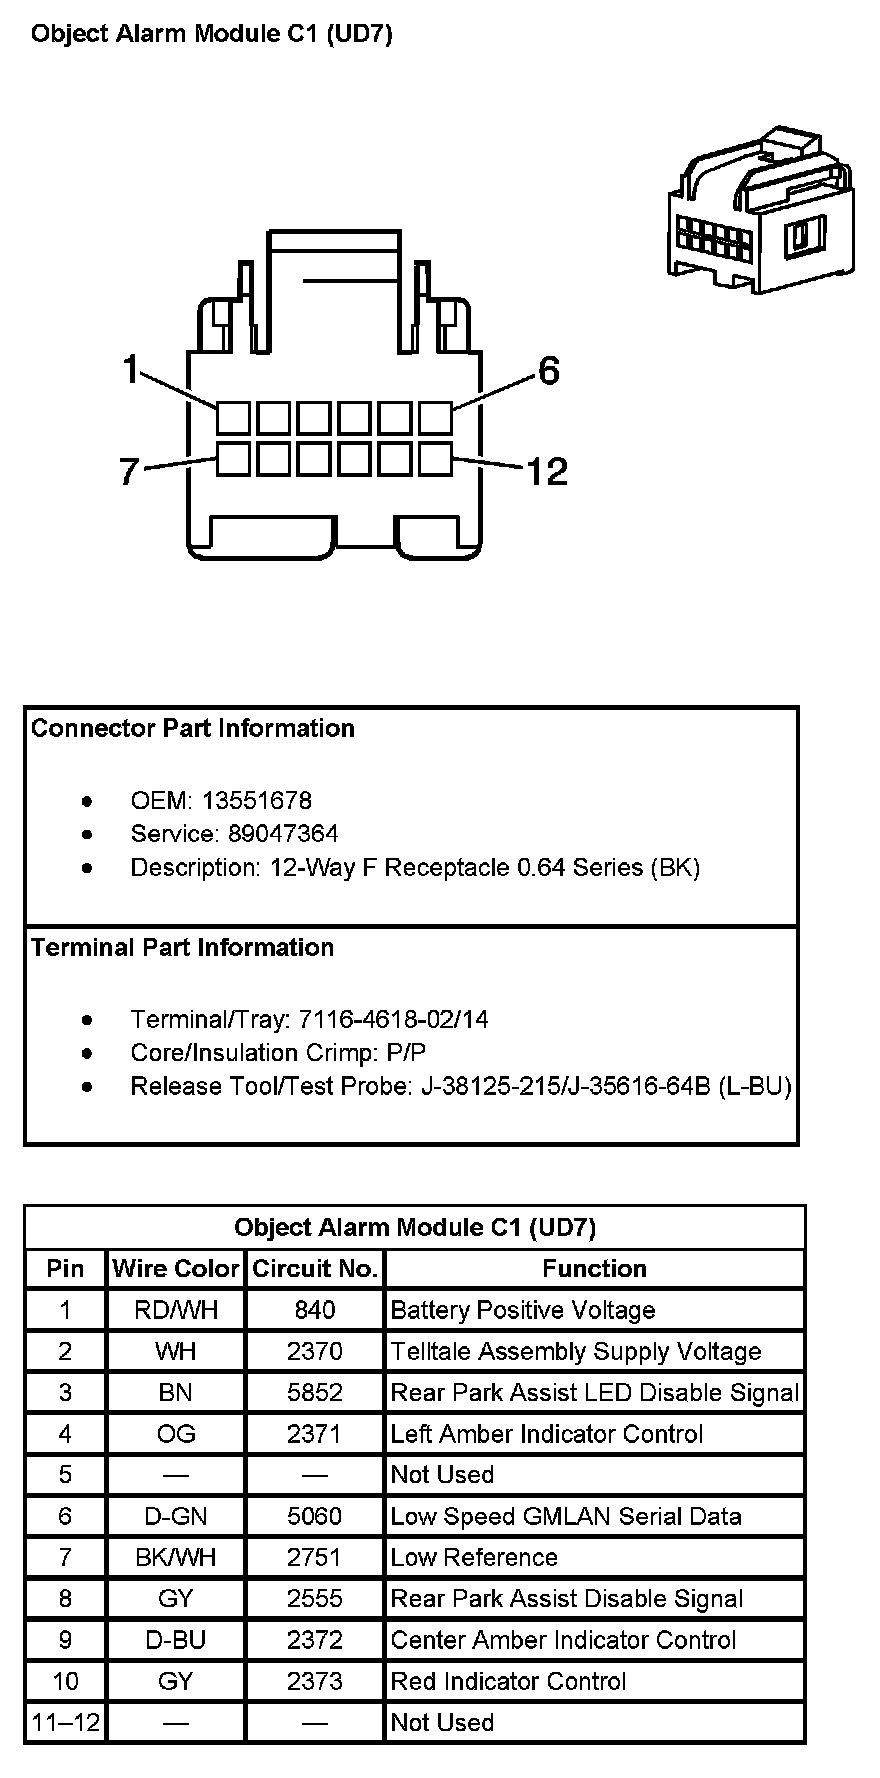 Object Alarm Module C1 (UD7)
1
6
7
12
Connector Part Information
• OEM: 13551678
• Service: 89047364
• Description: 12-Way F Receptacle 0.64 Series (BK)
Terminal Part Information
• Terminal/Tray: 7116-4618-02/14
• Core/Insulation Crimp: P/P
• Release Tool/Test Probe: J-38125-215/J-35616-64B (L-BU)
Object Alarm Module C1 (UD7)
Pin Wire Color Circuit No. Function
1 RD/WH 840 Battery Positive Voltage
2 WH 2370 Telltale Assembly Supply Voltage
3 BN 5852 Rear Park Assist LED Disable Signal
4 OG 2371 Left Amber Indicator Control
5 — — Not Used
6 D-GN 5060 Low Speed GMLAN Serial Data
7 BK/WH 2751 Low Reference
8 GY 2555 Rear Park Assist Disable Signal
9 D-BU 2372 Center Amber Indicator Control
10 GY 2373 Red Indicator Control
11–12 — — Not Used